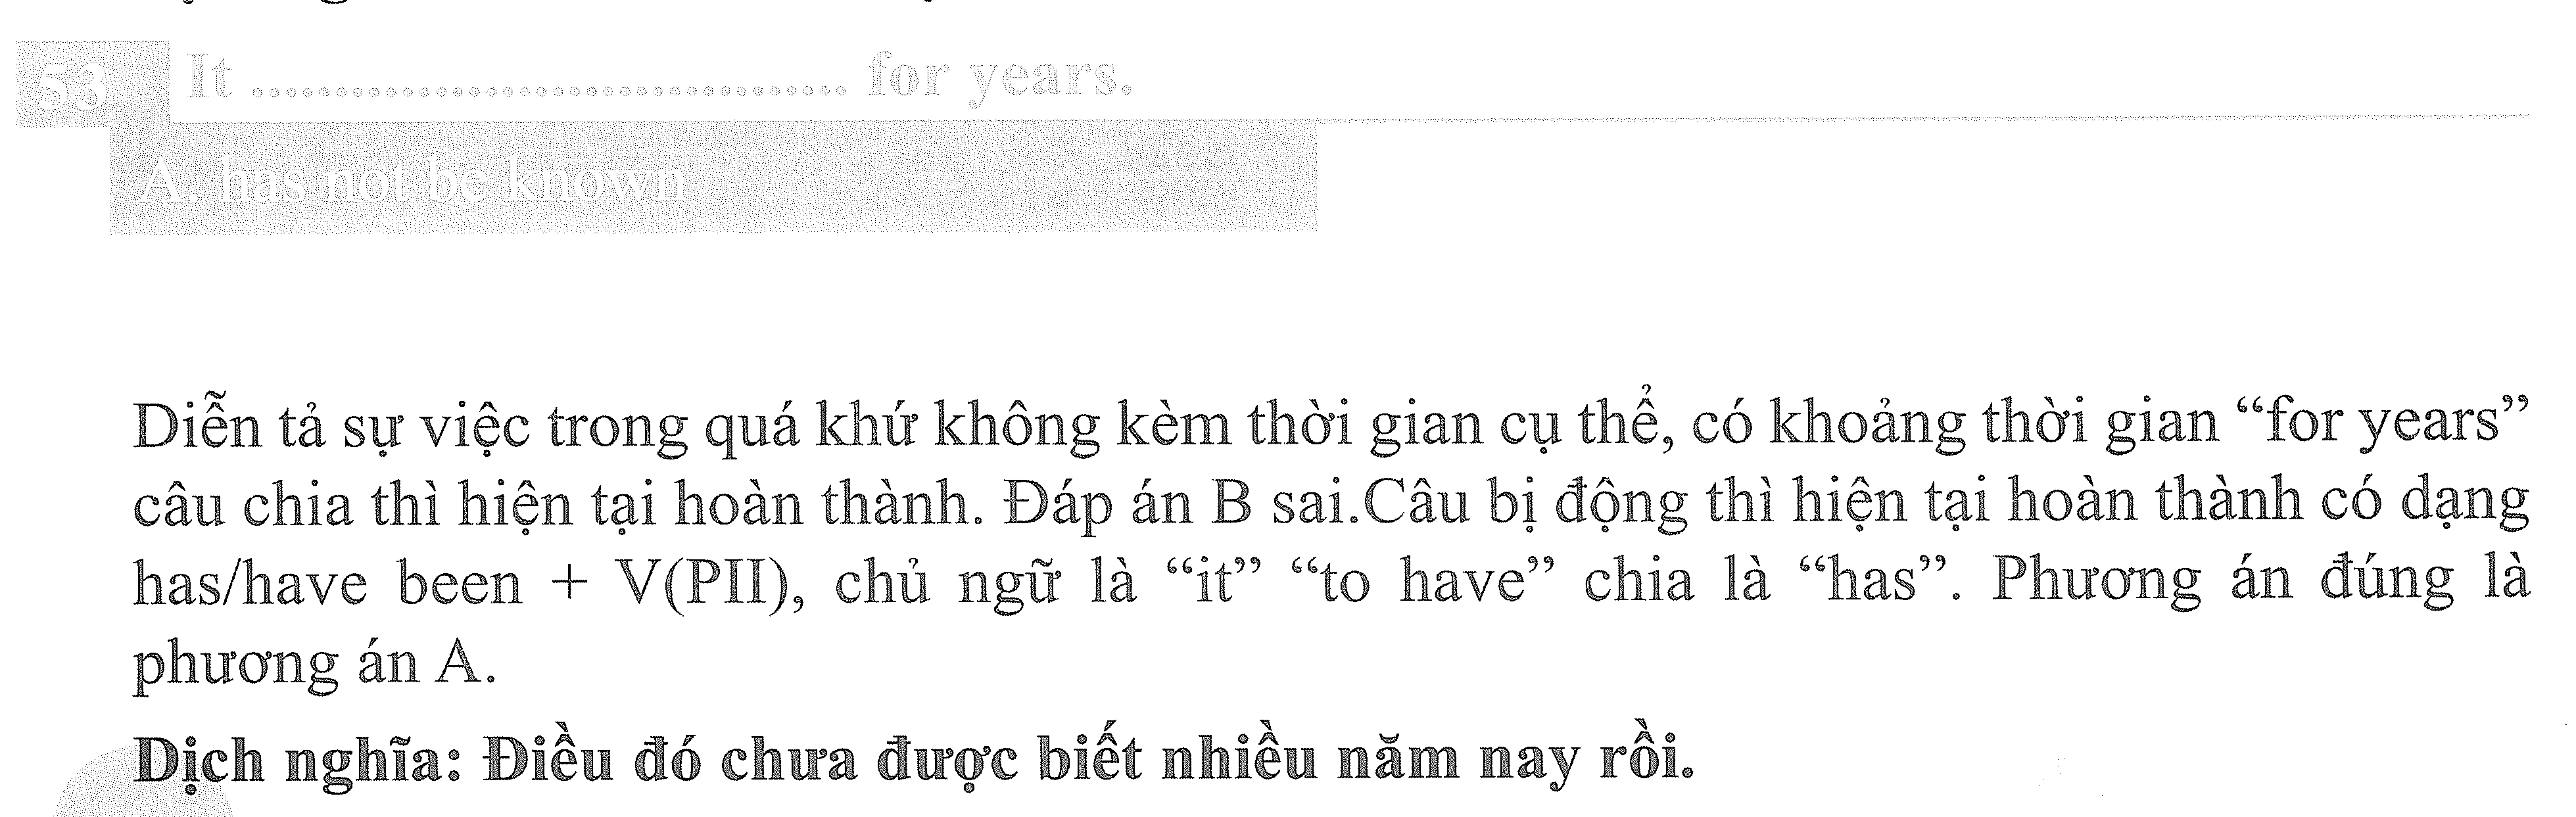 53 It .................................... for years.
A. has not be known
Diễn tả sự việc trong quá khứ không kèm thời gian cụ thể, có khoảng thời gian “for years”
câu chia thì hiện tại hoàn thành. Đáp án B sai.Câu bị động thì hiện tại hoàn thành có dạng
has/have been + V(PII), chủ ngữ là “it” “to have” chia là “has”. Phương án đúng là
phương án A.
Dịch nghĩa: Điều đó chưa được biết nhiều năm nay rồi.